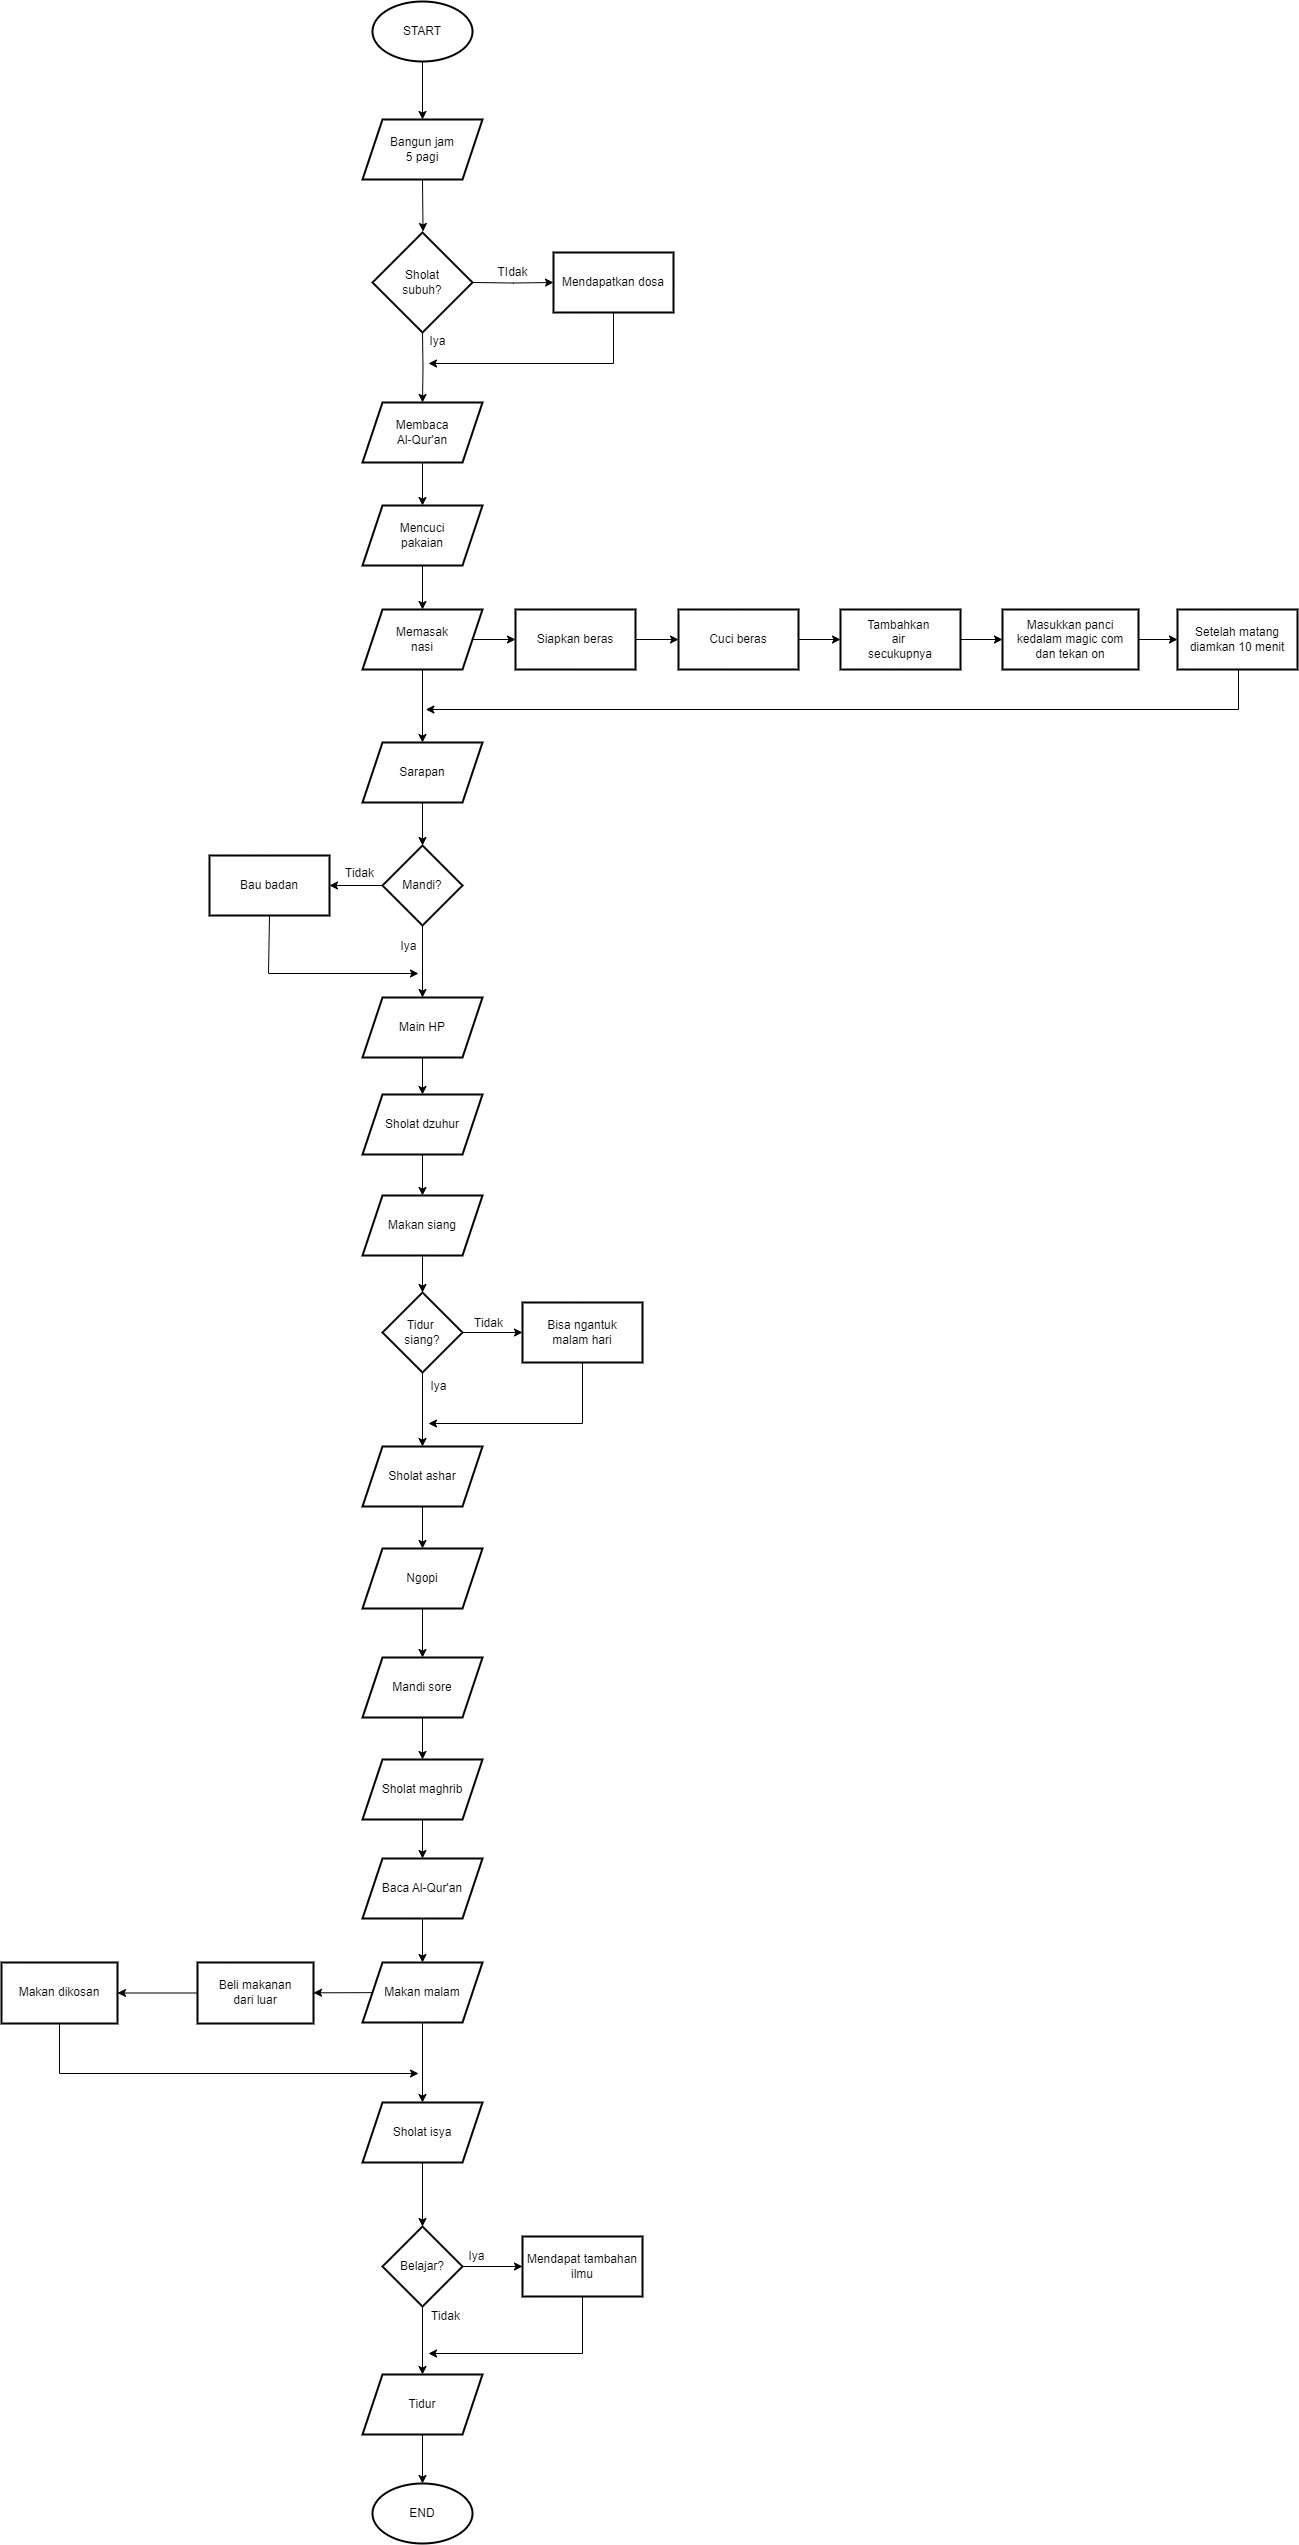 START
Bangun jam
5 pagi
Sholat
subuh?
TIdak
Mendapatkan dosa
Iya
Membaca
Al-Qur'an
Mencuci
pakaian
Memasak
nasi
Siapkan beras
Cuci beras
Tambahkan
air
secukupnya
Masukkan panci
kedalam magic com
dan tekan on
Setelah matang
diamkan 10 menit
Sarapan
Mandi?
Tidak
Bau badan
Iya
Main HP
Sholat dzuhur
Makan siang
Tidur
siang?
Tidak
Bisa ngantuk
malam hari
Iya
Sholat ashar
Ngopi
Mandi sore
Sholat maghrib
Baca Al-Qur'an
Makan malam
Beli makanan
dari luar
Makan dikosan
Sholat isya
Belajar?
Iya
Mendapat tambahan
ilmu
Tidak
Tidur
END